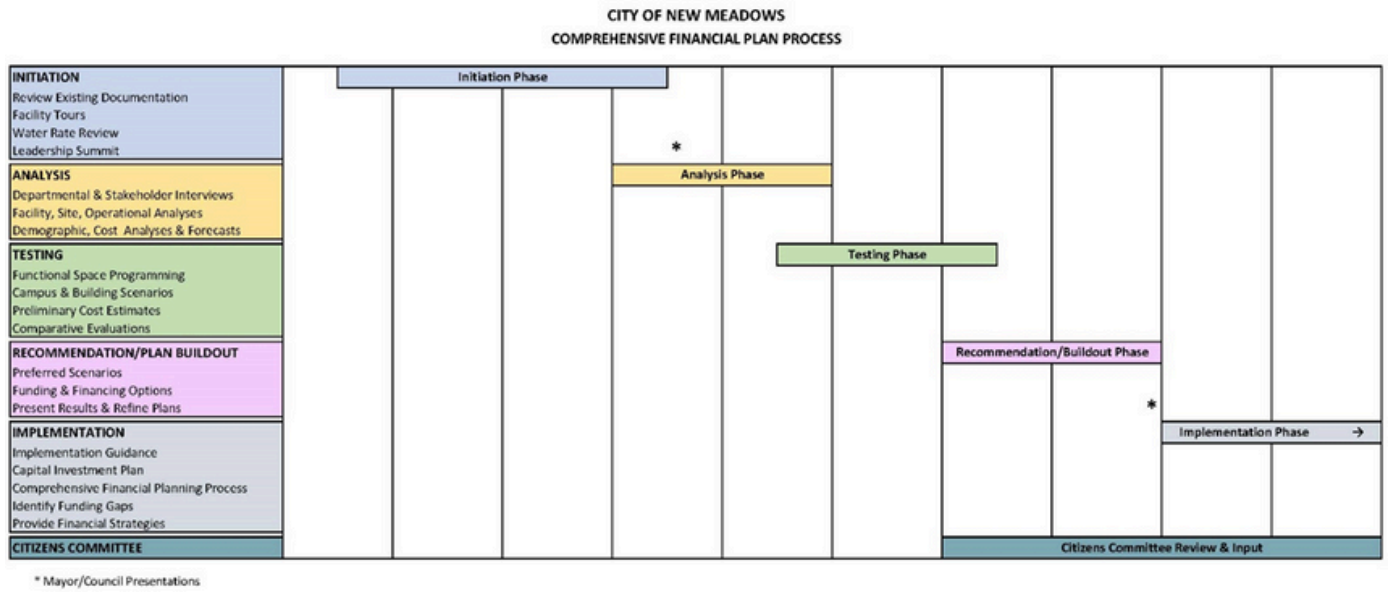 CITY OF NEW MEADOWS
COMPREHENSIVE FINANCIAL PLAN PROCESS
INITIATION
Initiation Phase
Review Existing Documentation
Facility Tours
Water Rate Review
Leadership Summit
*
ANALYSIS
Analysis Phase
Departmental & Stakeholder Interviews
Facility, Site, Operational Analyses
Demographic, Cost Analyses & Forecasts
TESTING
Testing Phase
Functional Space Programming
Campus & Building Scenarios
Preliminary Cost Estimates
Comparative Evaluations
RECOMMENDATION/PLAN BUILDOUT
Recommendation/Buildout Phase
Preferred Scenarios
Funding & Financing Options
Present Results & Refine Plans
*
IMPLEMENTATION
Implementation Phase →
Implementation Guidance
Capital Investment Plan
Comprehensive Financial Planning Process
Identify Funding Gaps
Provide Financial Strategies
CITIZENS COMMITTEE
Citizens Committee Review & Input
* Mayor/Council Presentations